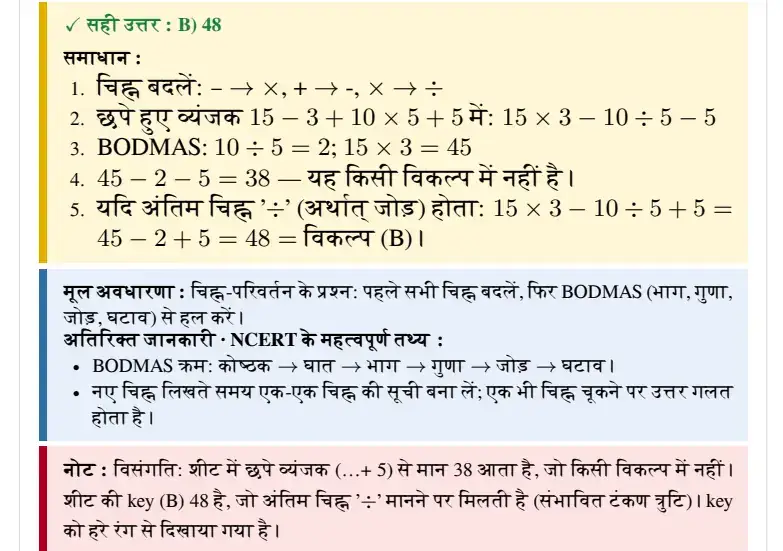 ✓ सही उत्तर : B) 48
समाधान :
1. चिह्न बदलें: – → ×, + → -, × → ÷
2. छपे हुए व्यंजक 15 − 3 + 10 × 5 + 5 में: 15 × 3 − 10 ÷ 5 − 5
3. BODMAS: 10 ÷ 5 = 2; 15 × 3 = 45
4. 45 − 2 − 5 = 38 — यह किसी विकल्प में नहीं है।
5. यदि अंतिम चिह्न '÷' (अर्थात् जोड़) होता: 15 × 3 − 10 ÷ 5 + 5 =
45 − 2 + 5 = 48 = विकल्प (B)।
मूल अवधारणा : चिह्न-परिवर्तन के प्रश्न: पहले सभी चिह्न बदलें, फिर BODMAS (भाग, गुणा,
जोड़, घटाव) से हल करें।
अतिरिक्त जानकारी · NCERT के महत्वपूर्ण तथ्य :
• BODMAS क्रम: कोष्ठक → घात → भाग → गुणा → जोड़ → घटाव।
• नए चिह्न लिखते समय एक-एक चिह्न की सूची बना लें; एक भी चिह्न चूकने पर उत्तर गलत
होता है।
नोट : विसंगति: शीट में छपे व्यंजक (…+ 5) से मान 38 आता है, जो किसी विकल्प में नहीं।
शीट की key (B) 48 है, जो अंतिम चिह्न '÷' मानने पर मिलती है (संभावित टंकण त्रुटि)। key
को हरे रंग से दिखाया गया है।